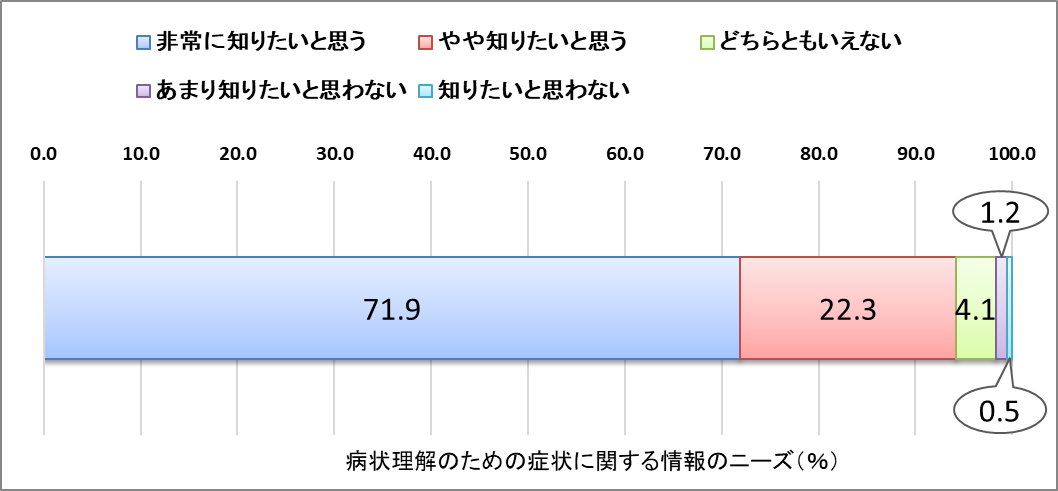 非常に知りたいと思う やや知りたいと思う どちらともいえない
あまり知りたいと思わない 知りたいと思わない
0.0 10.0 20.0 30.0 40.0 50.0 60.0 70.0 80.0 90.0 100.0
1.2
71.9 22.3 4.1
0.5
病状理解のための症状に関する情報のニーズ（％）